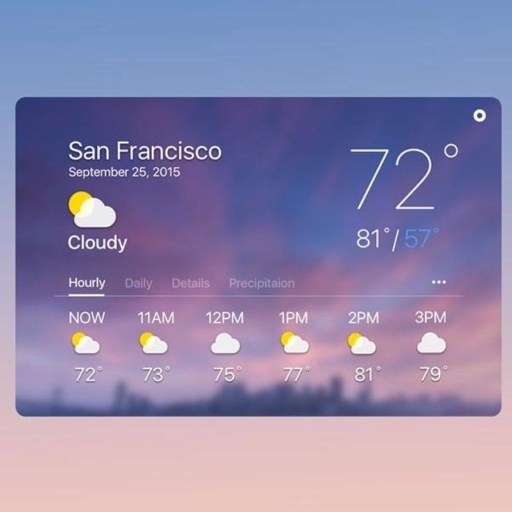 San Francisco
September 25, 2015
72°
Cloudy
81°/57°
Hourly Daily Details Precipitaion
NOW 11AM 12PM 1PM 2PM 3PM
72° 73° 75° 77° 81° 79°